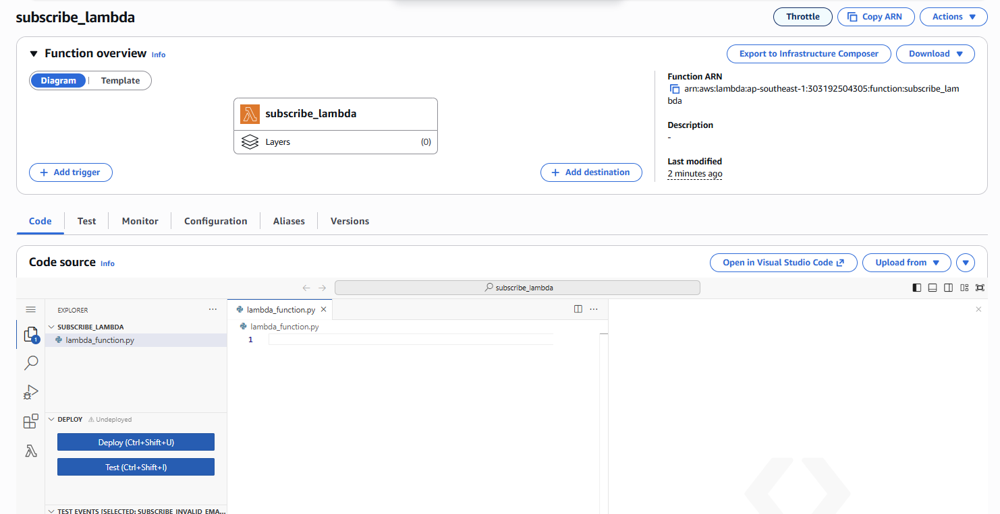 subscribe_lambda
Throttle
Copy ARN
Actions
Function overview Info
Export to Infrastructure Composer
Download
Diagram
Template
subscribe_lambda
Layers
(0)
Add trigger
Add destination
Function ARN
arn:aws:lambda:ap-southeast-1:303192504305:function:subscribe_lam
bda
Description
-
Last modified
2 minutes ago
Code
Test
Monitor
Configuration
Aliases
Versions
Code source Info
Open in Visual Studio Code
Upload from
subscribe_lambda
EXPLORER
SUBSCRIBE_LAMBDA
lambda_function.py
1
lambda_function.py
lambda_function.py
1
DEPLOY Undeployed
Deploy (Ctrl+Shift+U)
Test (Ctrl+Shift+I)
TEST EVENTS [SELECTED: SUBSCRIBE_INVALID_EMA...